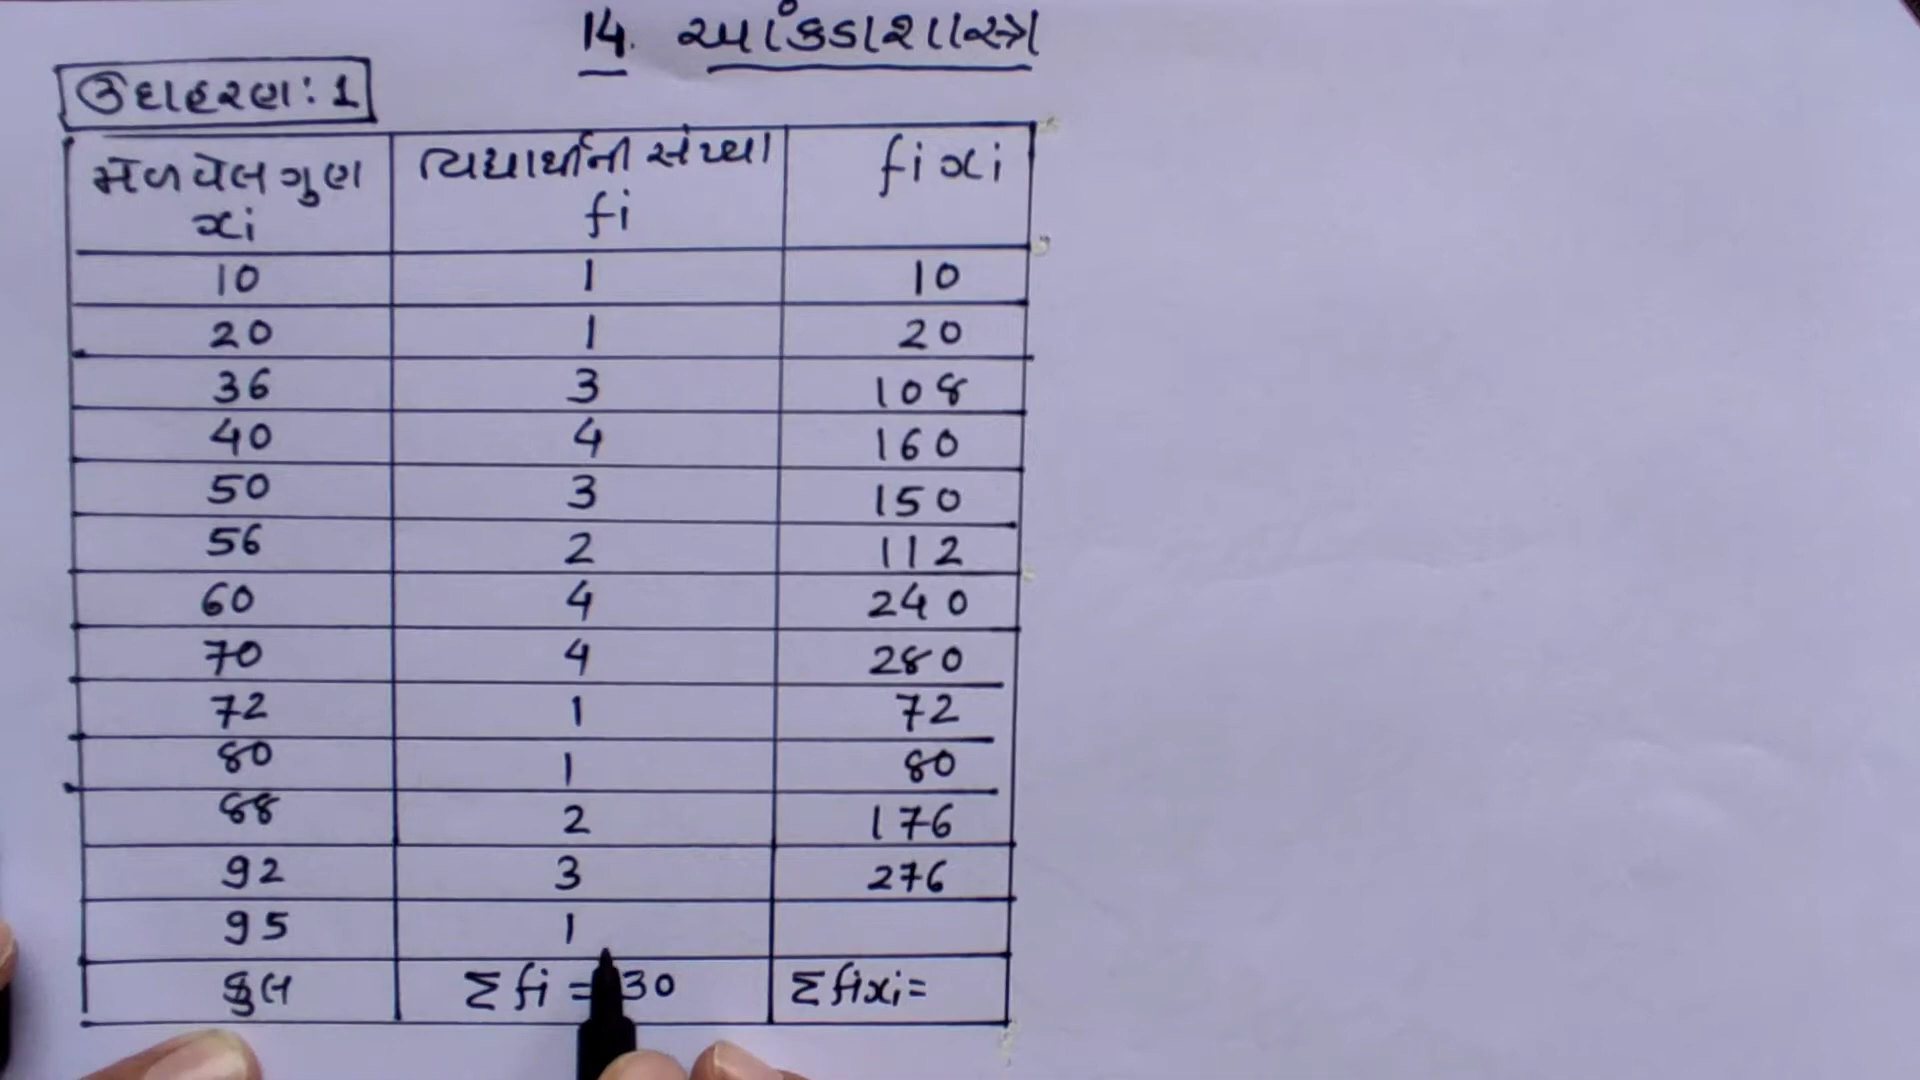 14. આંકડાશાસ્ત્ર
ઉદાહરણ: 1
મેળવેલ ગુણ xi | વિદ્યાર્થીની સંખ્યા fi | fixi
10 | 1 | 10
20 | 1 | 20
36 | 3 | 108
40 | 4 | 160
50 | 3 | 150
56 | 2 | 112
60 | 4 | 240
70 | 4 | 280
72 | 1 | 72
80 | 1 | 80
88 | 2 | 176
92 | 3 | 276
95 | 1
કુલ | Σfi = 30 | Σfixi=